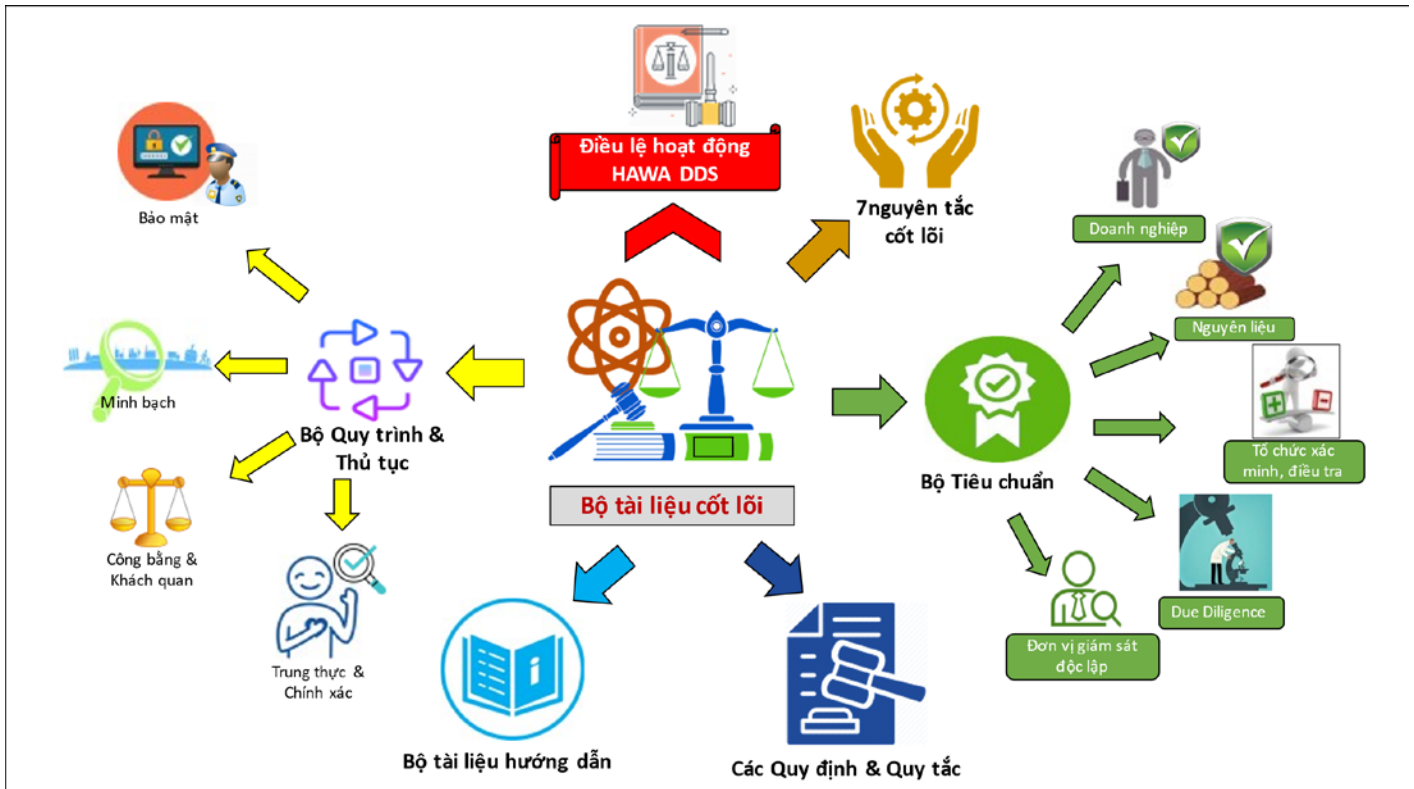 Điều lệ hoạt động
HAWA DDS
7nguyên tắc
cốt lõi
Bảo mật
Doanh nghiệp
Nguyên liệu
Minh bạch
Bộ Quy trình &
Thủ tục
Tổ chức xác
minh, điều tra
Bộ Tiêu chuẩn
Bộ tài liệu cốt lõi
Công bằng &
Khách quan
Due Diligence
Đơn vị giám sát
độc lập
Trung thực &
Chính xác
Bộ tài liệu hướng dẫn
Các Quy định & Quy tắc